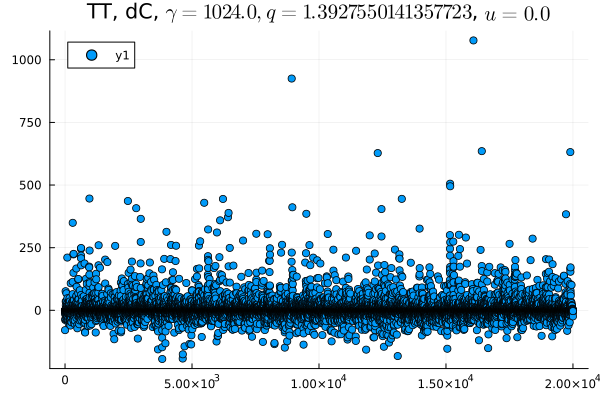 TT, dC, γ = 1024.0, q = 1.3927550141357723, u = 0.0
y1
1000
750
500
250
0
0 5.00×10³ 1.00×10⁴ 1.50×10⁴ 2.00×10⁴